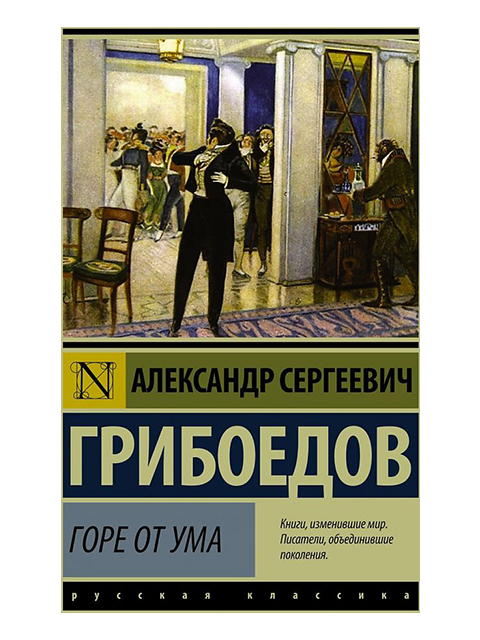 N
АЛЕКСАНДР СЕРГЕЕВИЧ
ГРИБОЕДОВ
ГОРЕ ОТ УМА
Книги, изменившие мир.
Писатели, объединившие
поколения.
русская классика